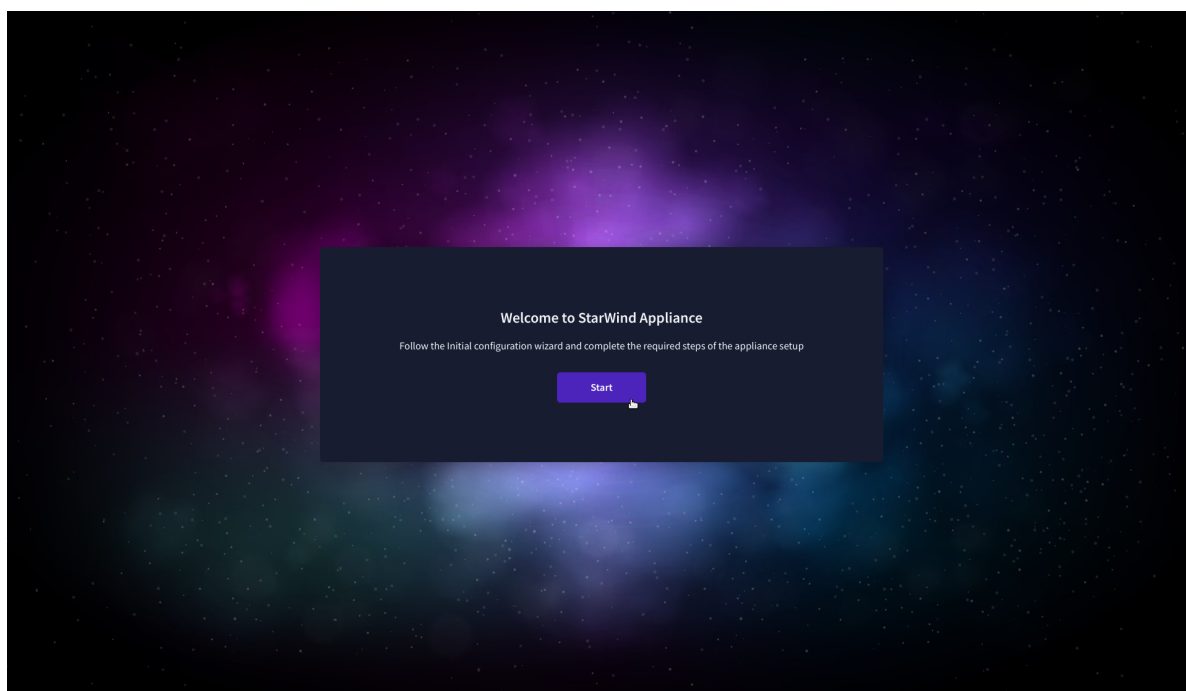 Welcome to StarWind Appliance
Follow the Initial configuration wizard and complete the required steps of the appliance setup
Start